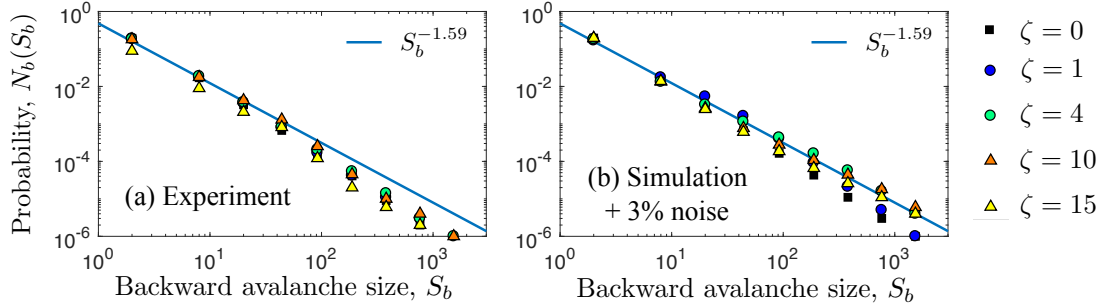 Probability, N_b(S_b)
10^0
10^-2
10^-4
10^-6
S_b^{-1.59}
(a) Experiment
10^0
10^1
10^2
10^3
Backward avalanche size, S_b
10^0
10^-2
10^-4
10^-6
S_b^{-1.59}
(b) Simulation
+ 3% noise
10^0
10^1
10^2
10^3
Backward avalanche size, S_b
ζ = 0
ζ = 1
ζ = 4
ζ = 10
ζ = 15